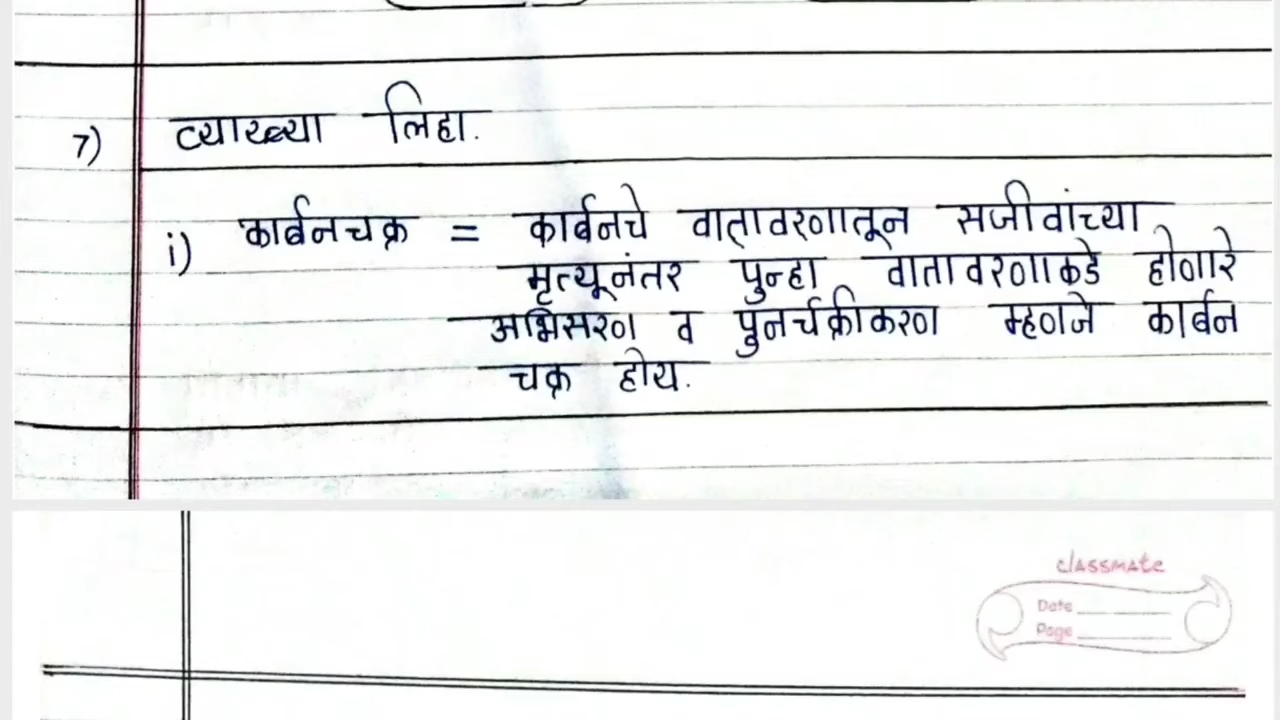 7) व्याख्या लिहा.
i) कार्बनचक्र = कार्बनचे वातावरणातून सजीवांच्या
मृत्यूनंतर पुन्हा वातावरणाकडे होणारे
अभिसरण व पुनर्चक्रीकरण म्हणजे कार्बन
चक्र होय.
classmate
Date
Page